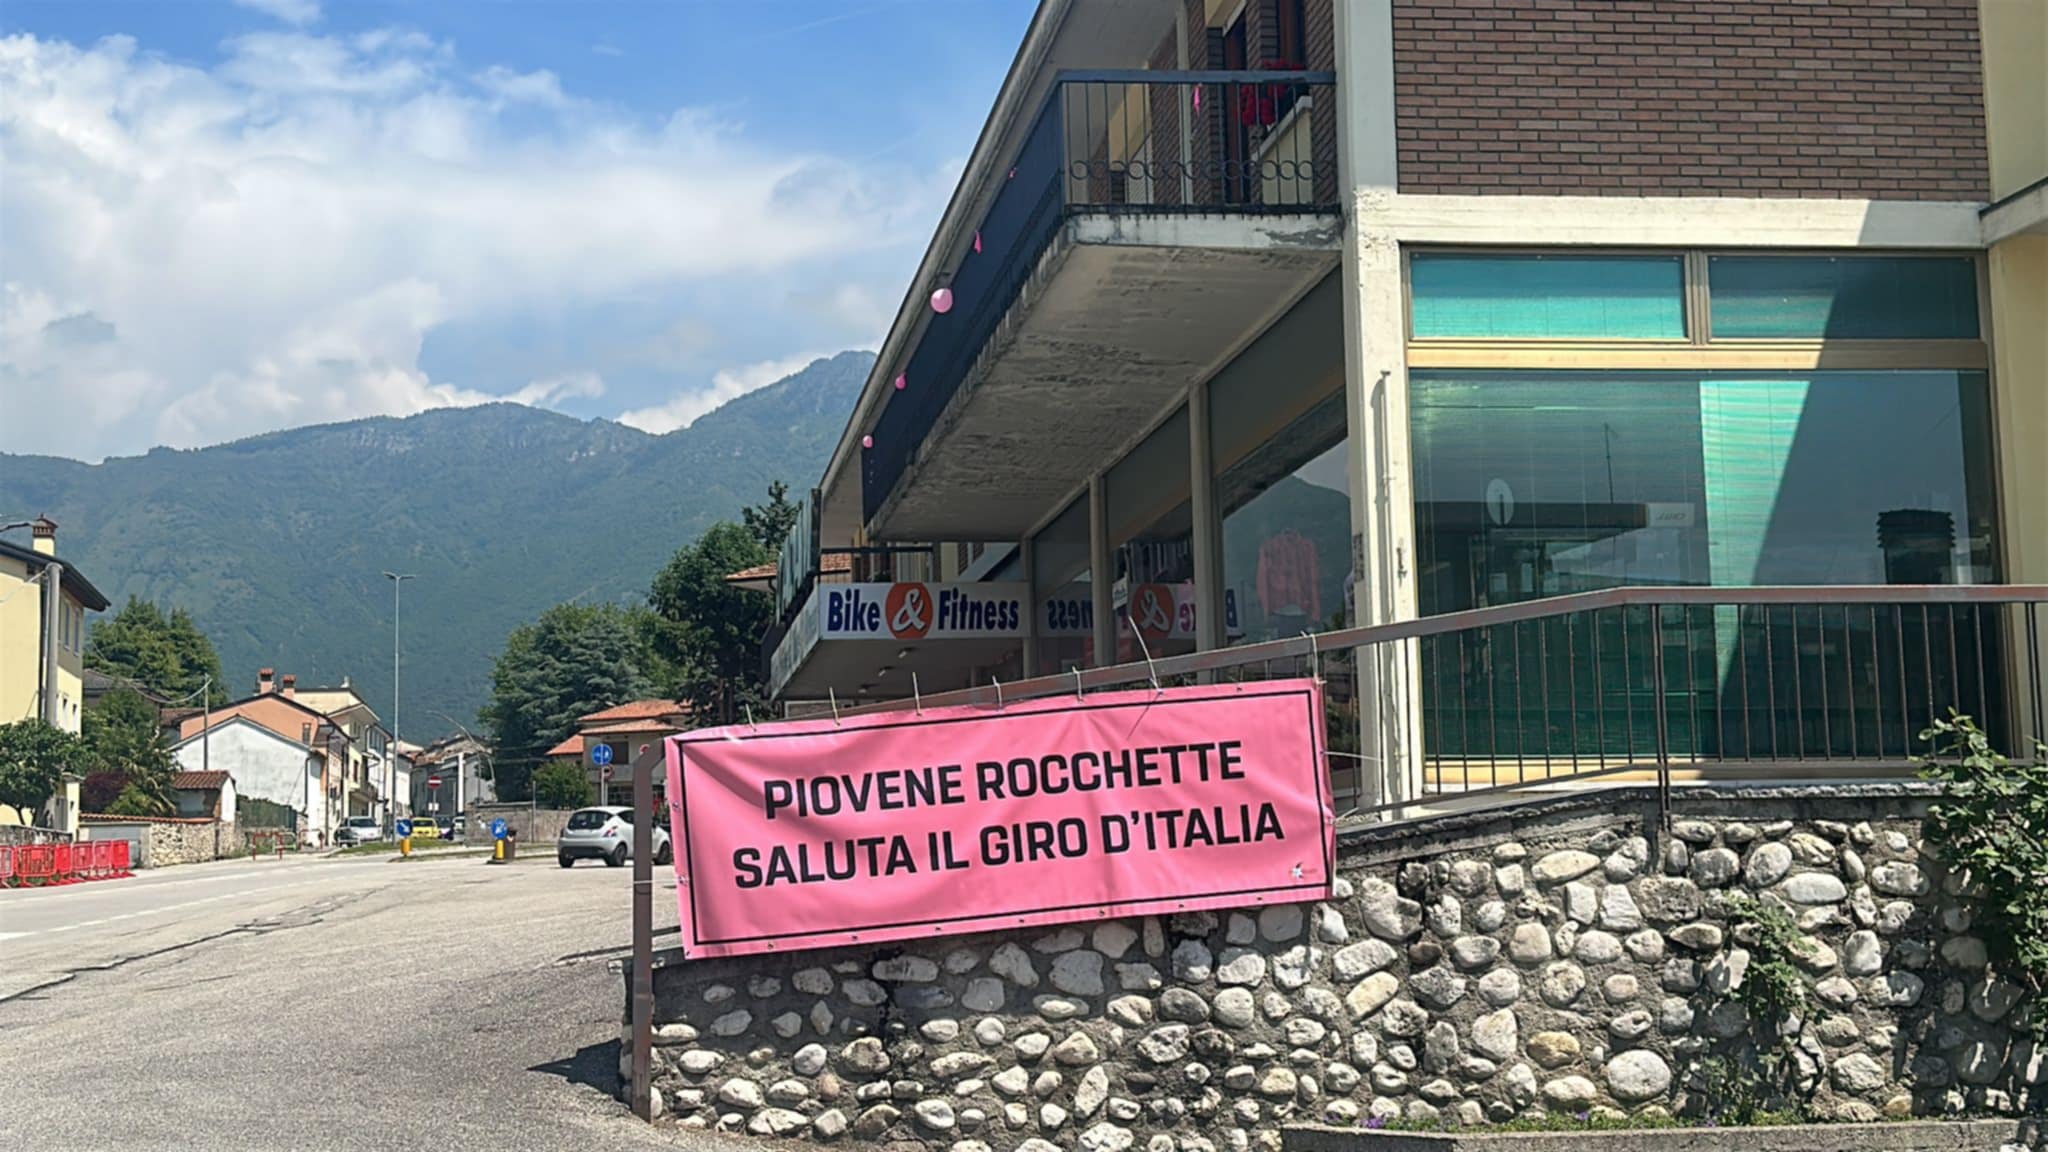 Bike & Fitness
PIOVENE ROCCHETTE
SALUTA IL GIRO D'ITALIA